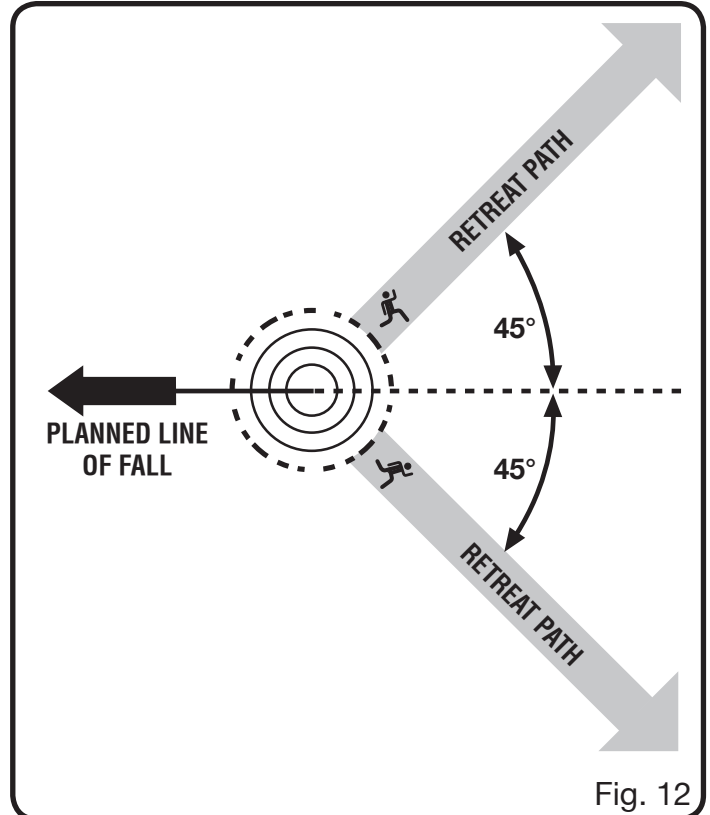 RETREAT PATH
45°
PLANNED LINE
OF FALL
45°
RETREAT PATH
Fig. 12